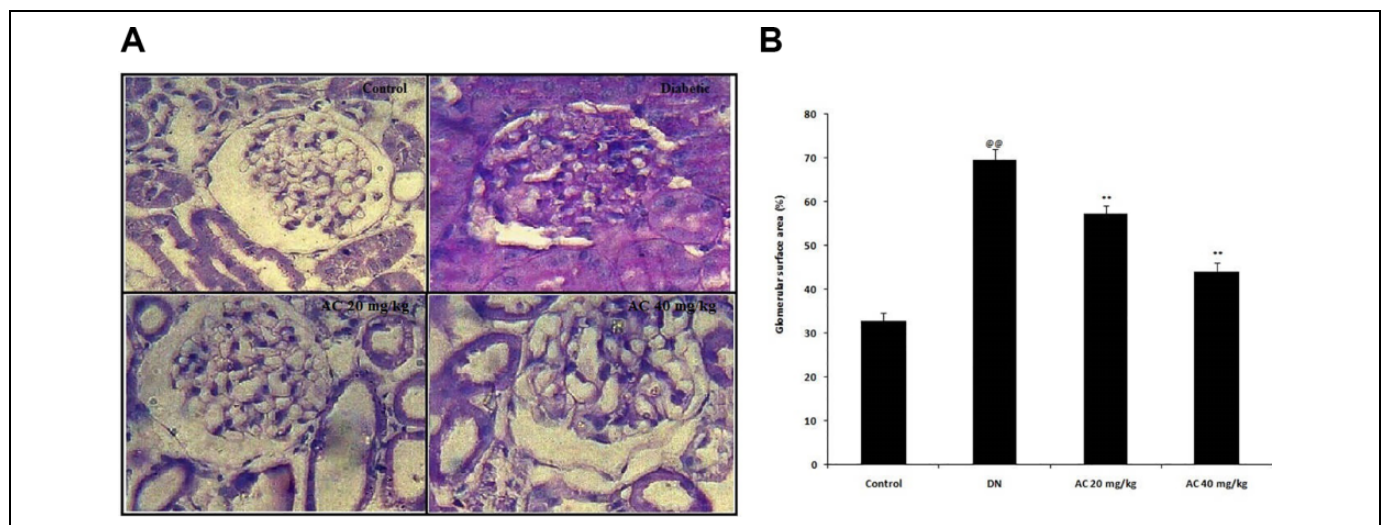 A
B
Control
Diabetic
AC 20 mg/kg
AC 40 mg/kg
Glomerular surface area (%)
80
70
60
50
40
30
20
10
0
@@
**
**
Control
DN
AC 20 mg/kg
AC 40 mg/kg